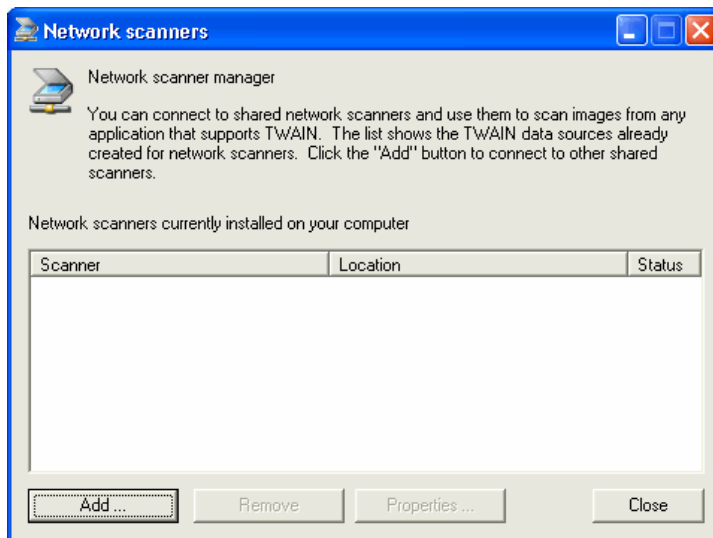 Network scanners
Network scanner manager
You can connect to shared network scanners and use them to scan images from any
application that supports TWAIN.  The list shows the TWAIN data sources already
created for network scanners.  Click the "Add" button to connect to other shared
scanners.
Network scanners currently installed on your computer
Scanner Location Status
Add ... Remove Properties ... Close